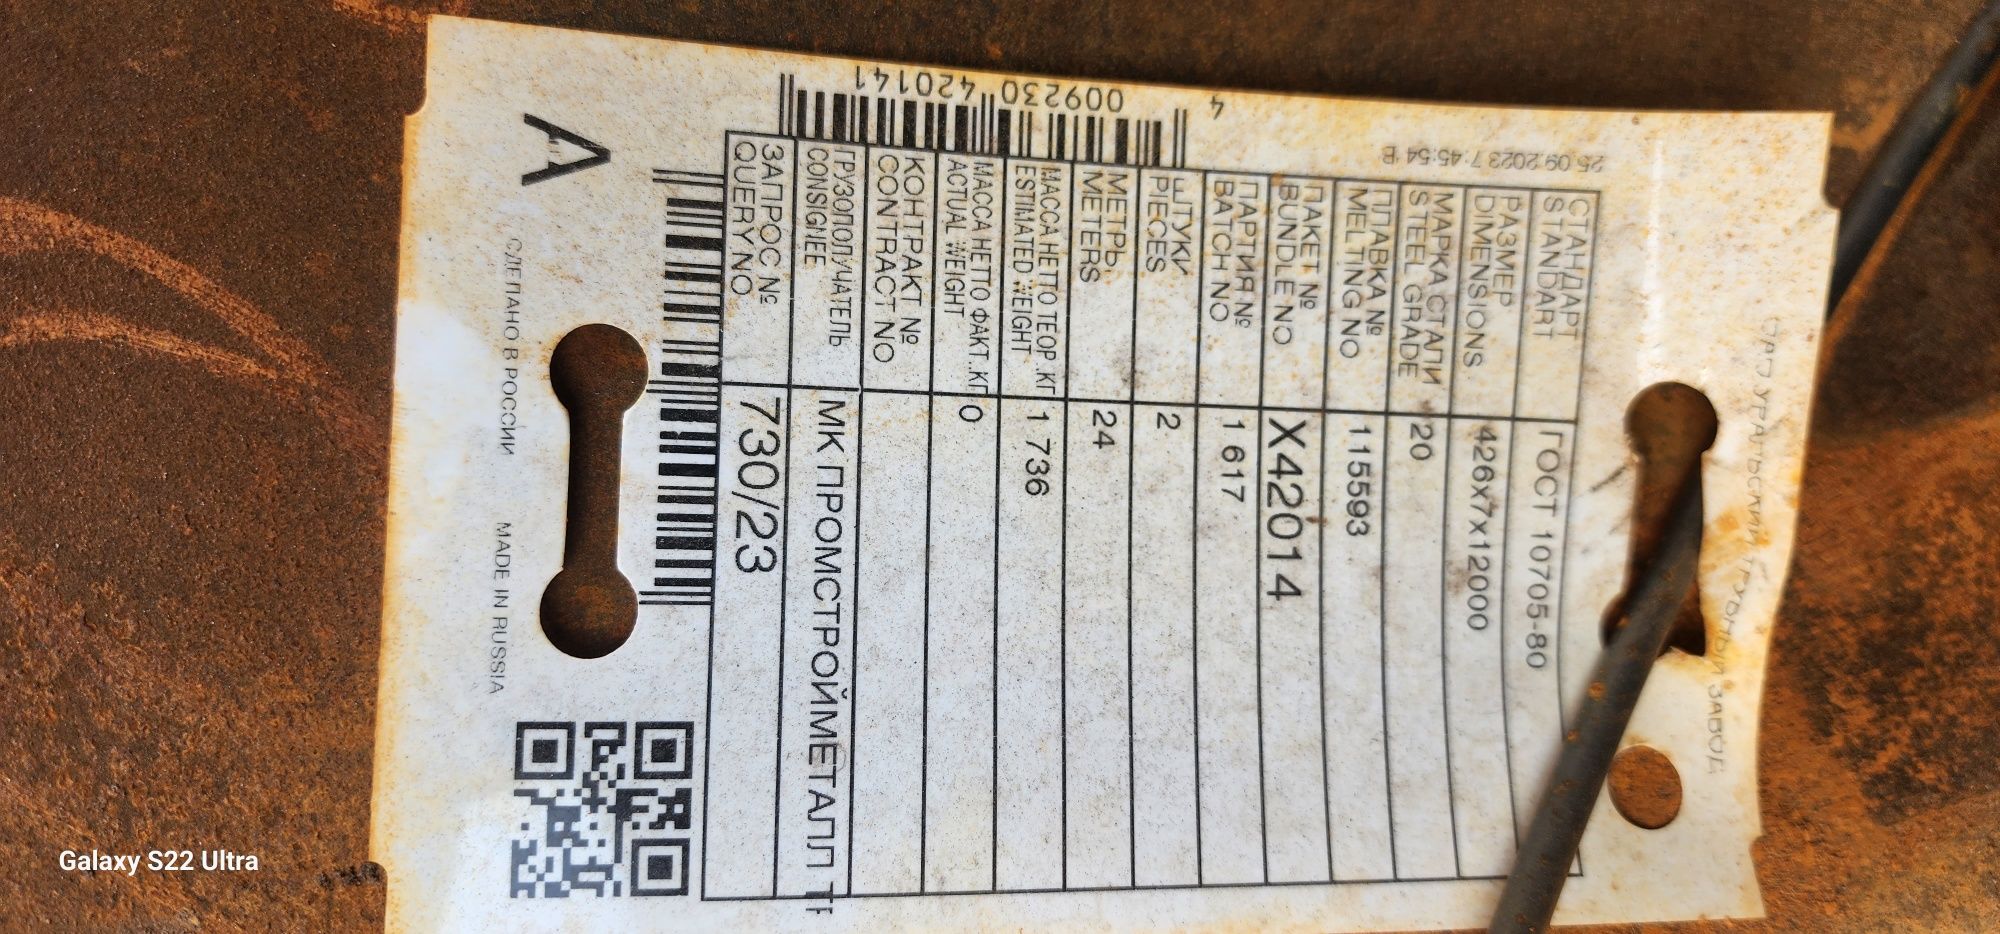 ОАО УРАЛЬСКИЙ ТРУБНЫЙ ЗАВОД
СТАНДАРТ
STANDART
ГОСТ 10705-80
РАЗМЕР
DIMENSIONS
426х7х12000
МАРКА СТАЛИ
STEEL GRADE
20
ПЛАВКА №
MELTING NO
115593
ПАКЕТ №
BUNDLE NO
X42014
ПАРТИЯ №
BATCH NO
1 617
ШТУКИ
PIECES
2
МЕТРЫ
METERS
24
МАССА НЕТТО ТЕОР.,КГ
ESTIMATED WEIGHT
1 736
МАССА НЕТТО ФАКТ.,КГ
ACTUAL WEIGHT
0
КОНТРАКТ №
CONTRACT NO
ГРУЗОПОЛУЧАТЕЛЬ
CONSIGNEE
МК ПРОМСТРОЙМЕТАЛЛ
ЗАПРОС №
QUERY NO
730/23
25.09.2023 7:45:54 В
4 009230 420141
А
СДЕЛАНО В РОССИИ MADE IN RUSSIA
Galaxy S22 Ultra